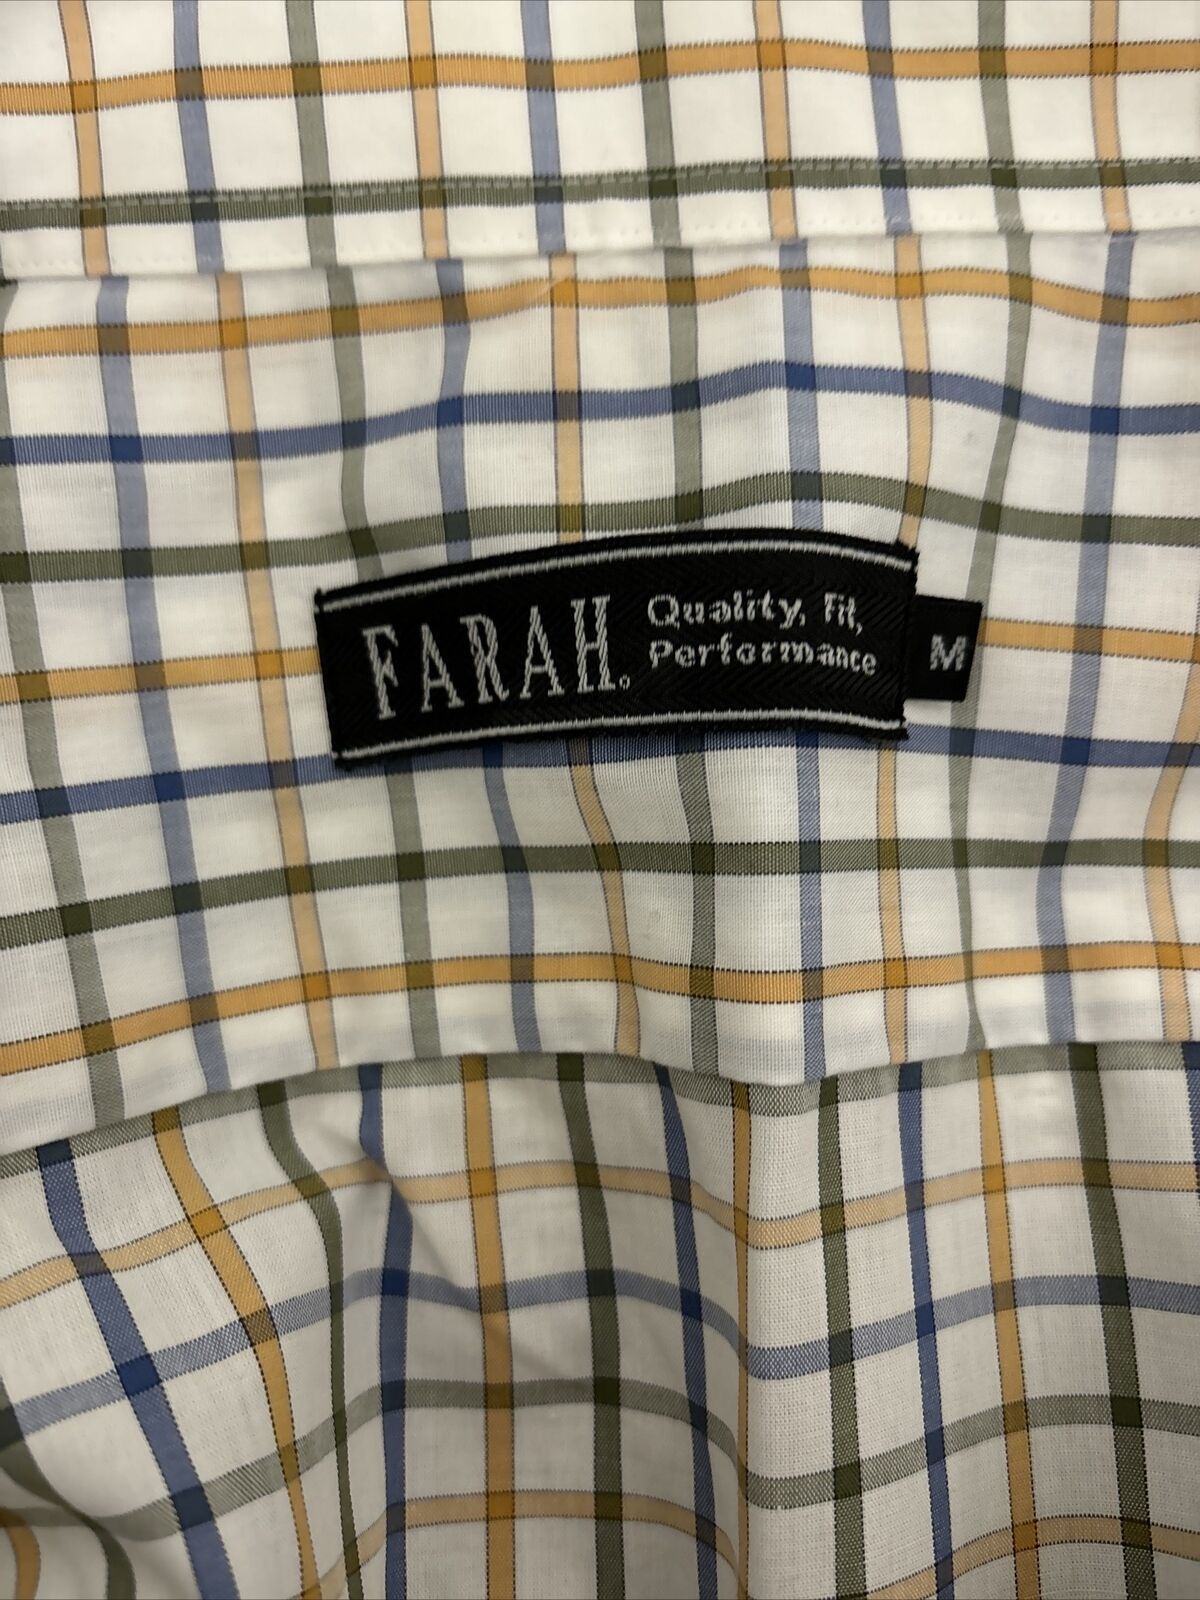 FARAH.
Quality, Fit,
Performance
M